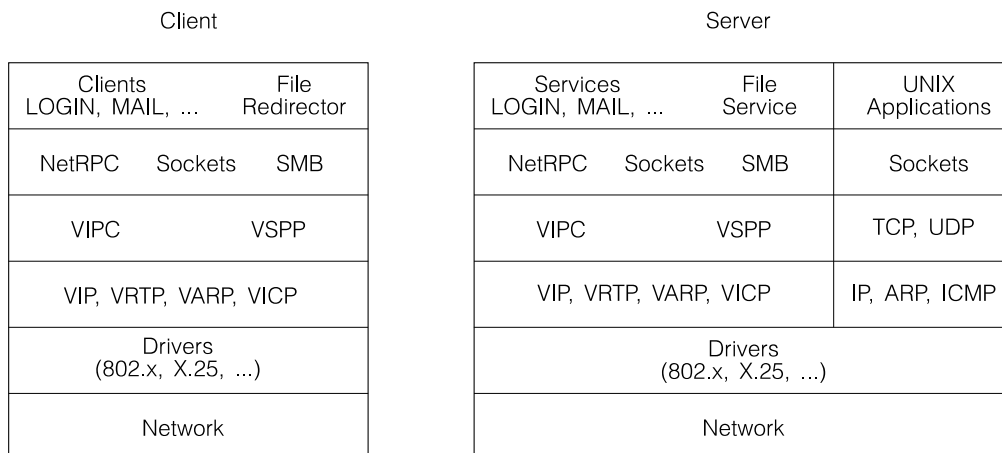 Client
Clients
LOGIN, MAIL, ...
File
Redirector
NetRPC Sockets SMB
VIPC VSPP
VIP, VRTP, VARP, VICP
Drivers
(802.x, X.25, ...)
Network
Server
Services
LOGIN, MAIL, ...
File
Service
UNIX
Applications
NetRPC Sockets SMB
Sockets
VIPC VSPP
TCP, UDP
VIP, VRTP, VARP, VICP
IP, ARP, ICMP
Drivers
(802.x, X.25, ...)
Network